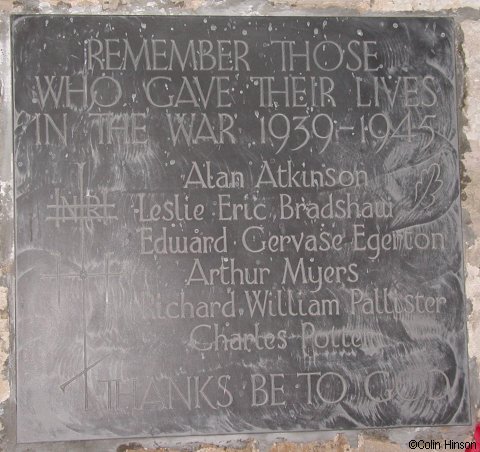 REMEMBER THOSE
WHO GAVE THEIR LIVES
IN THE WAR 1939-1945
Alan Atkinson
INRI
Leslie Eric Bradshaw
Edward Gervase Egerton
Arthur Myers
Richard William Pallister
Charles Potter
THANKS BE TO GOD
©Colin Hinson